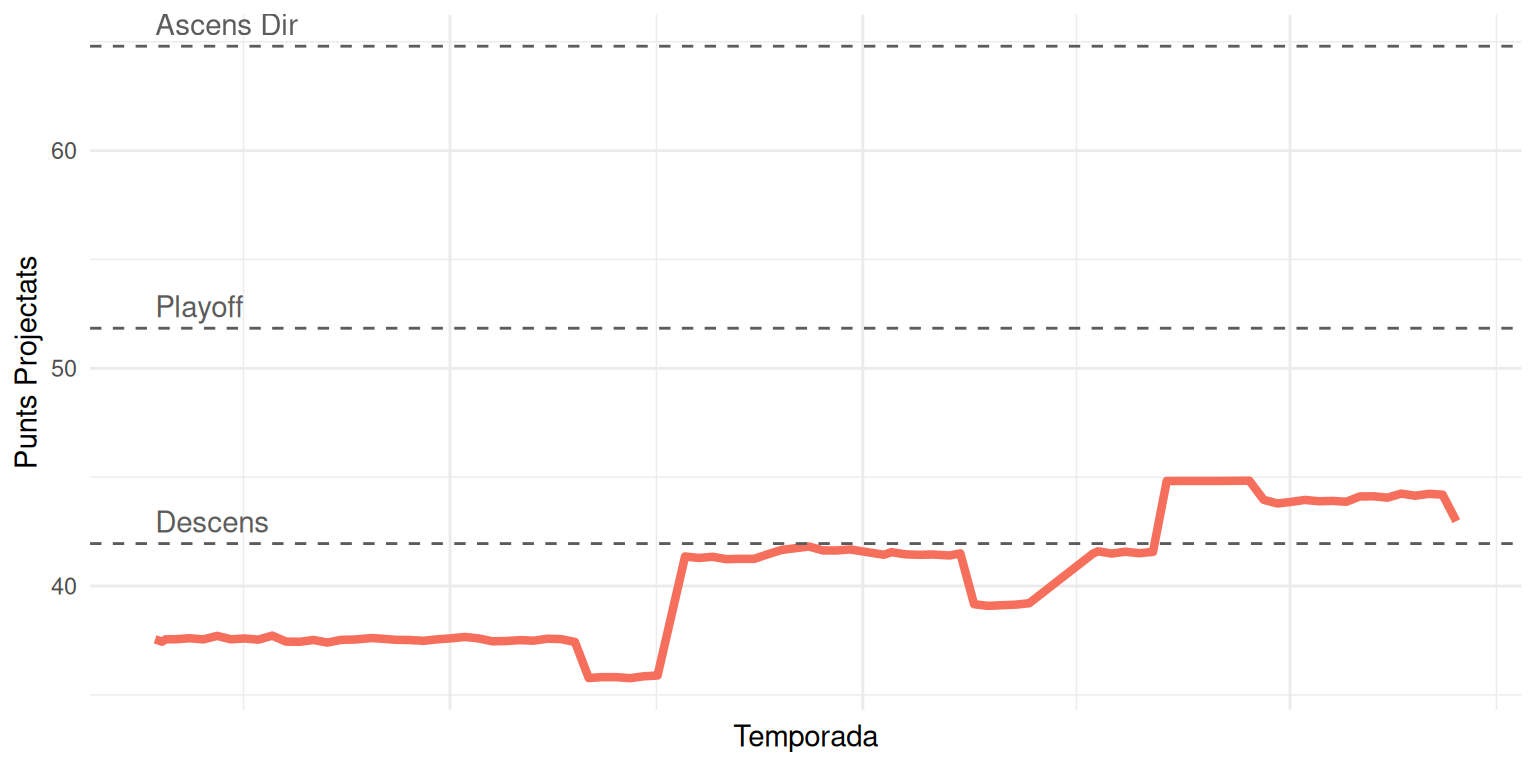 Ascens Dir
60
Playoff
50
Descens
40
Punts Projectats
Temporada